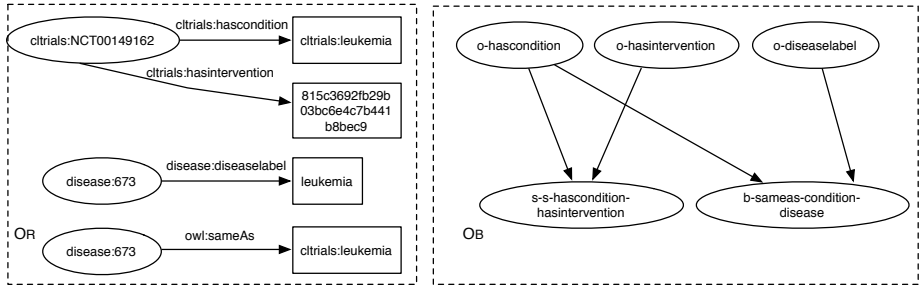 cltrials:NCT00149162
cltrials:hascondition
cltrials:leukemia
cltrials:hasintervention
815c3692fb29b
03bc6e4c7b441
b8bec9
disease:673
disease:diseaselabel
leukemia
OR
disease:673
owl:sameAs
cltrials:leukemia
o-hascondition
o-hasintervention
o-diseaselabel
s-s-hascondition-
hasintervention
b-sameas-condition-
disease
OB